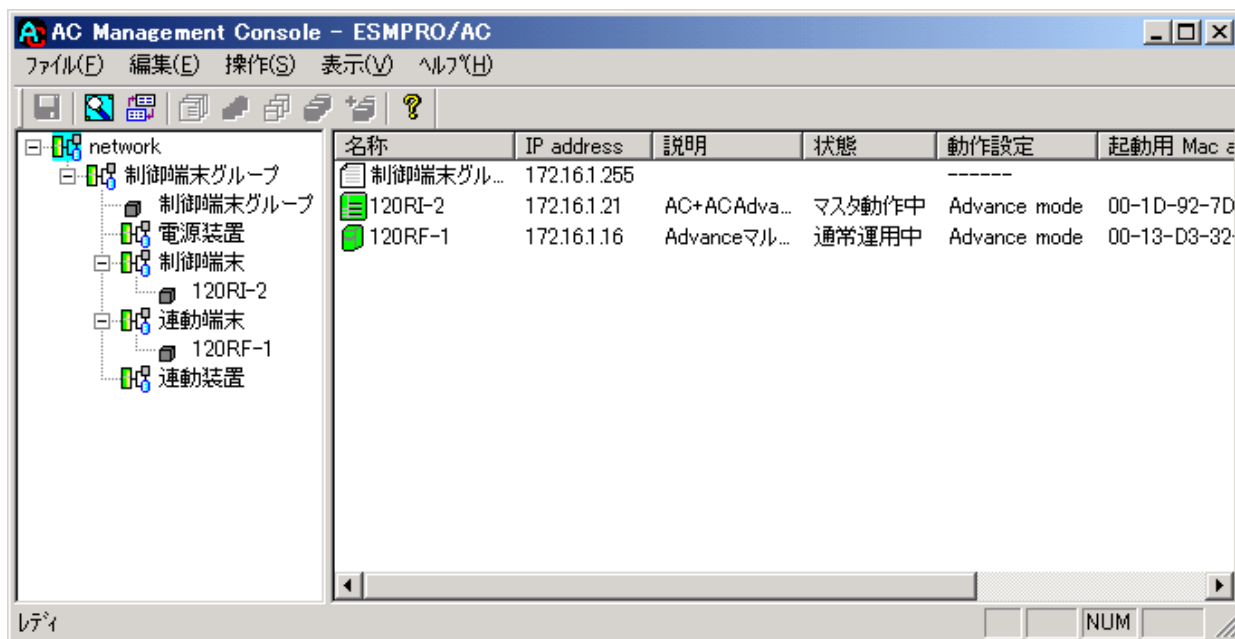 AC Management Console - ESMPRO/AC
ファイル(F) 編集(E) 操作(S) 表示(V) ヘルプ(H)
network
制御端末グループ
制御端末グループ
電源装置
制御端末
120RI-2
連動端末
120RF-1
連動装置
名称 IP address 説明 状態 動作設定 起動用 Mac a
制御端末グル... 172.16.1.255 ------
120RI-2 172.16.1.21 AC+ACAdva... マスタ動作中 Advance mode 00-1D-92-7D
120RF-1 172.16.1.16 Advanceマル... 通常運用中 Advance mode 00-13-D3-32-
レディ NUM